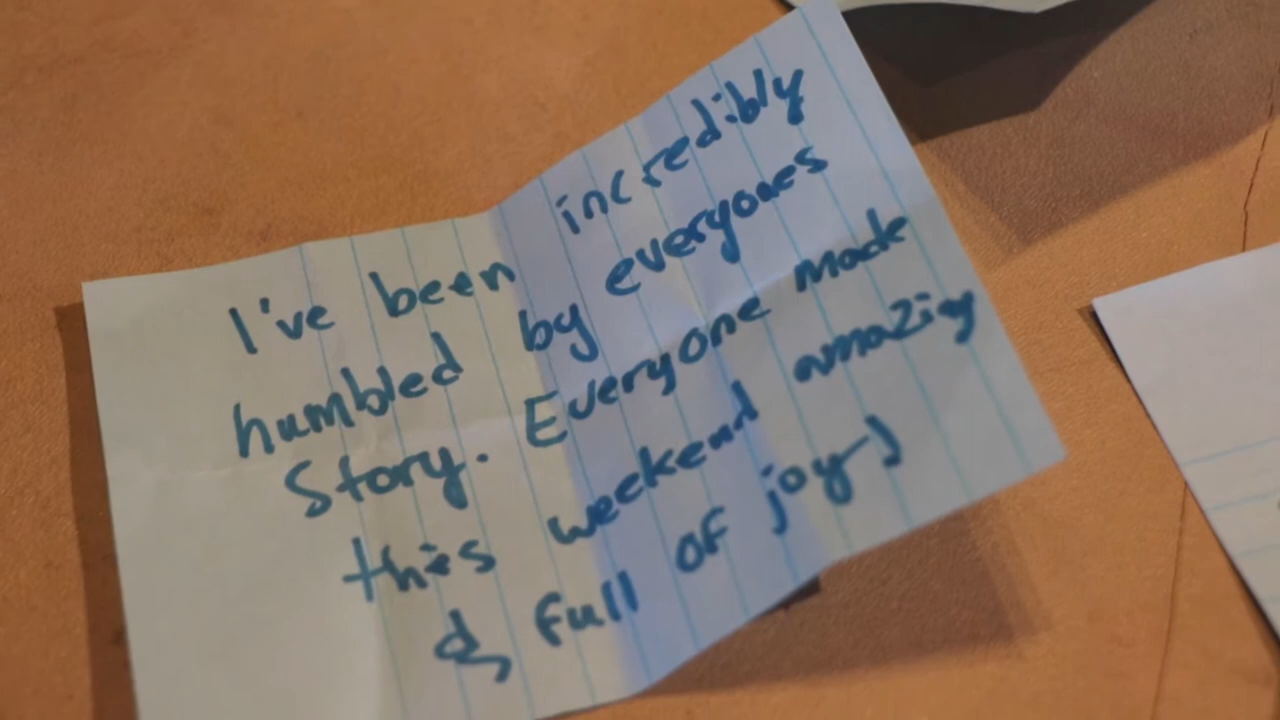 I've been incredibly
humbled by everyones
Story. Everyone made
this weekend amazing
& full of joy!